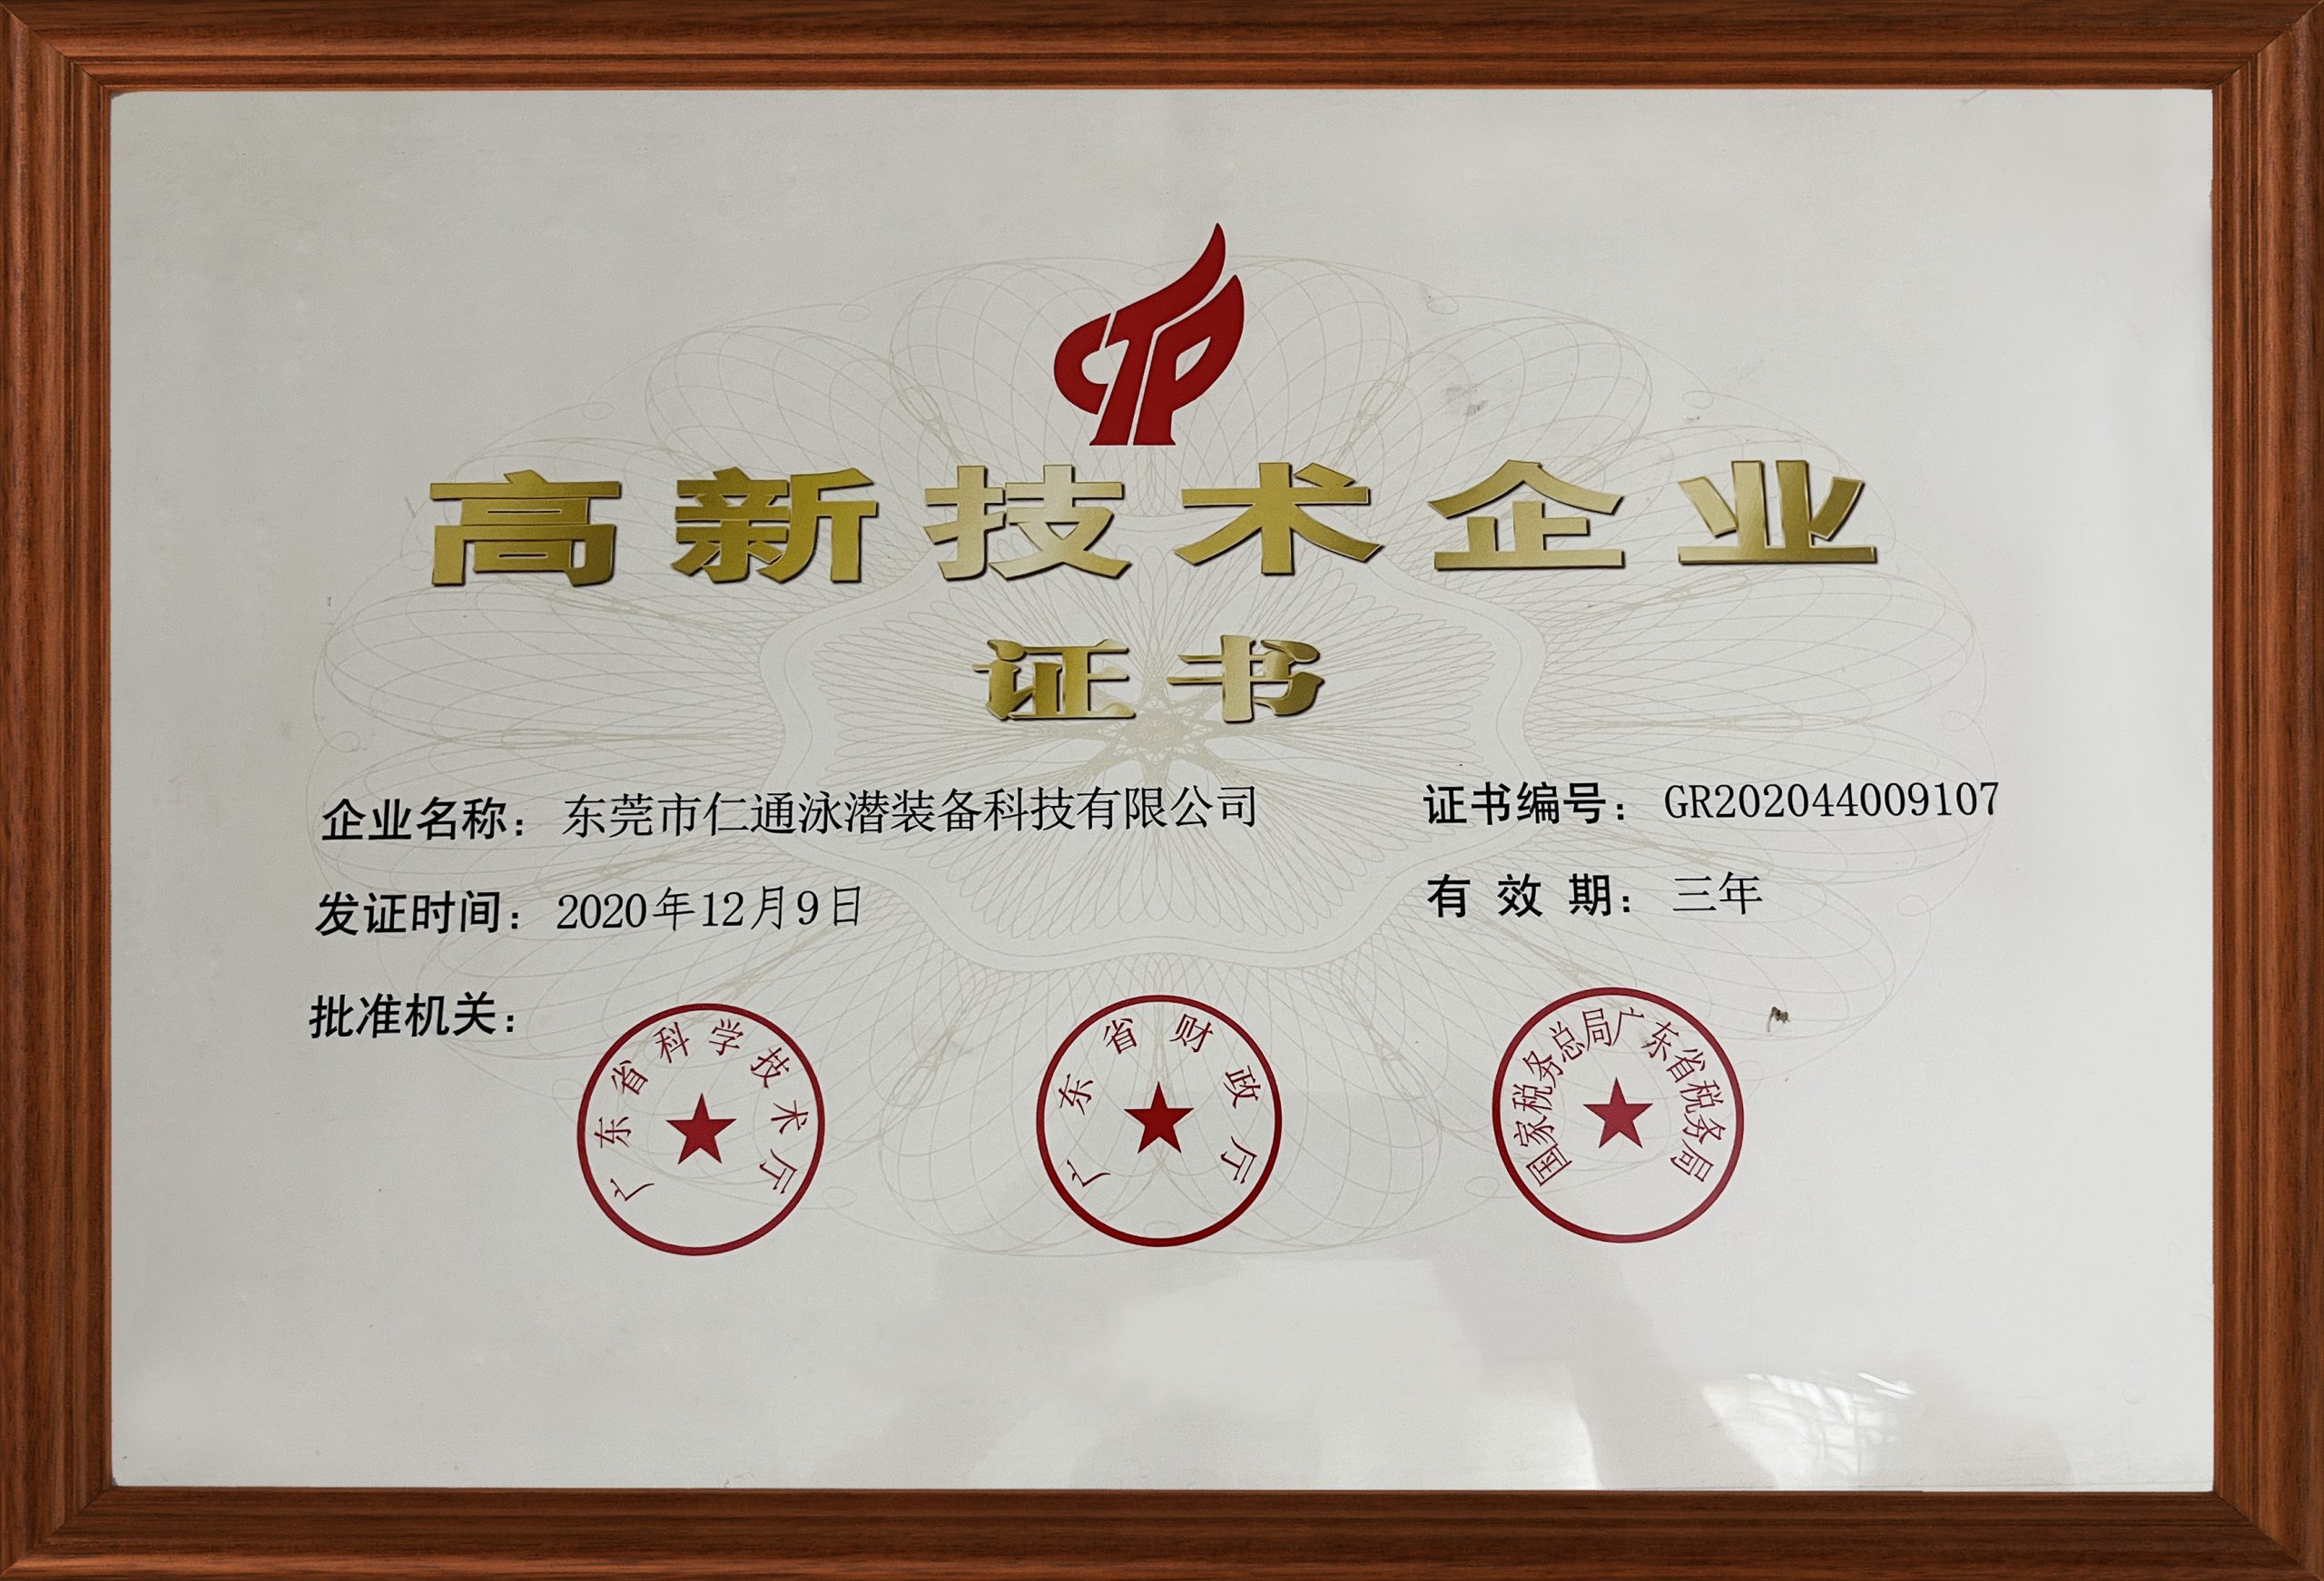 CTP
高新技术企业
证书
企业名称：东莞市仁通泳潜装备科技有限公司
证书编号：GR202044009107
发证时间：2020年12月9日
有效期：三年
批准机关：
广东省科学技术厅
广东省财政厅
国家税务总局广东省税务局